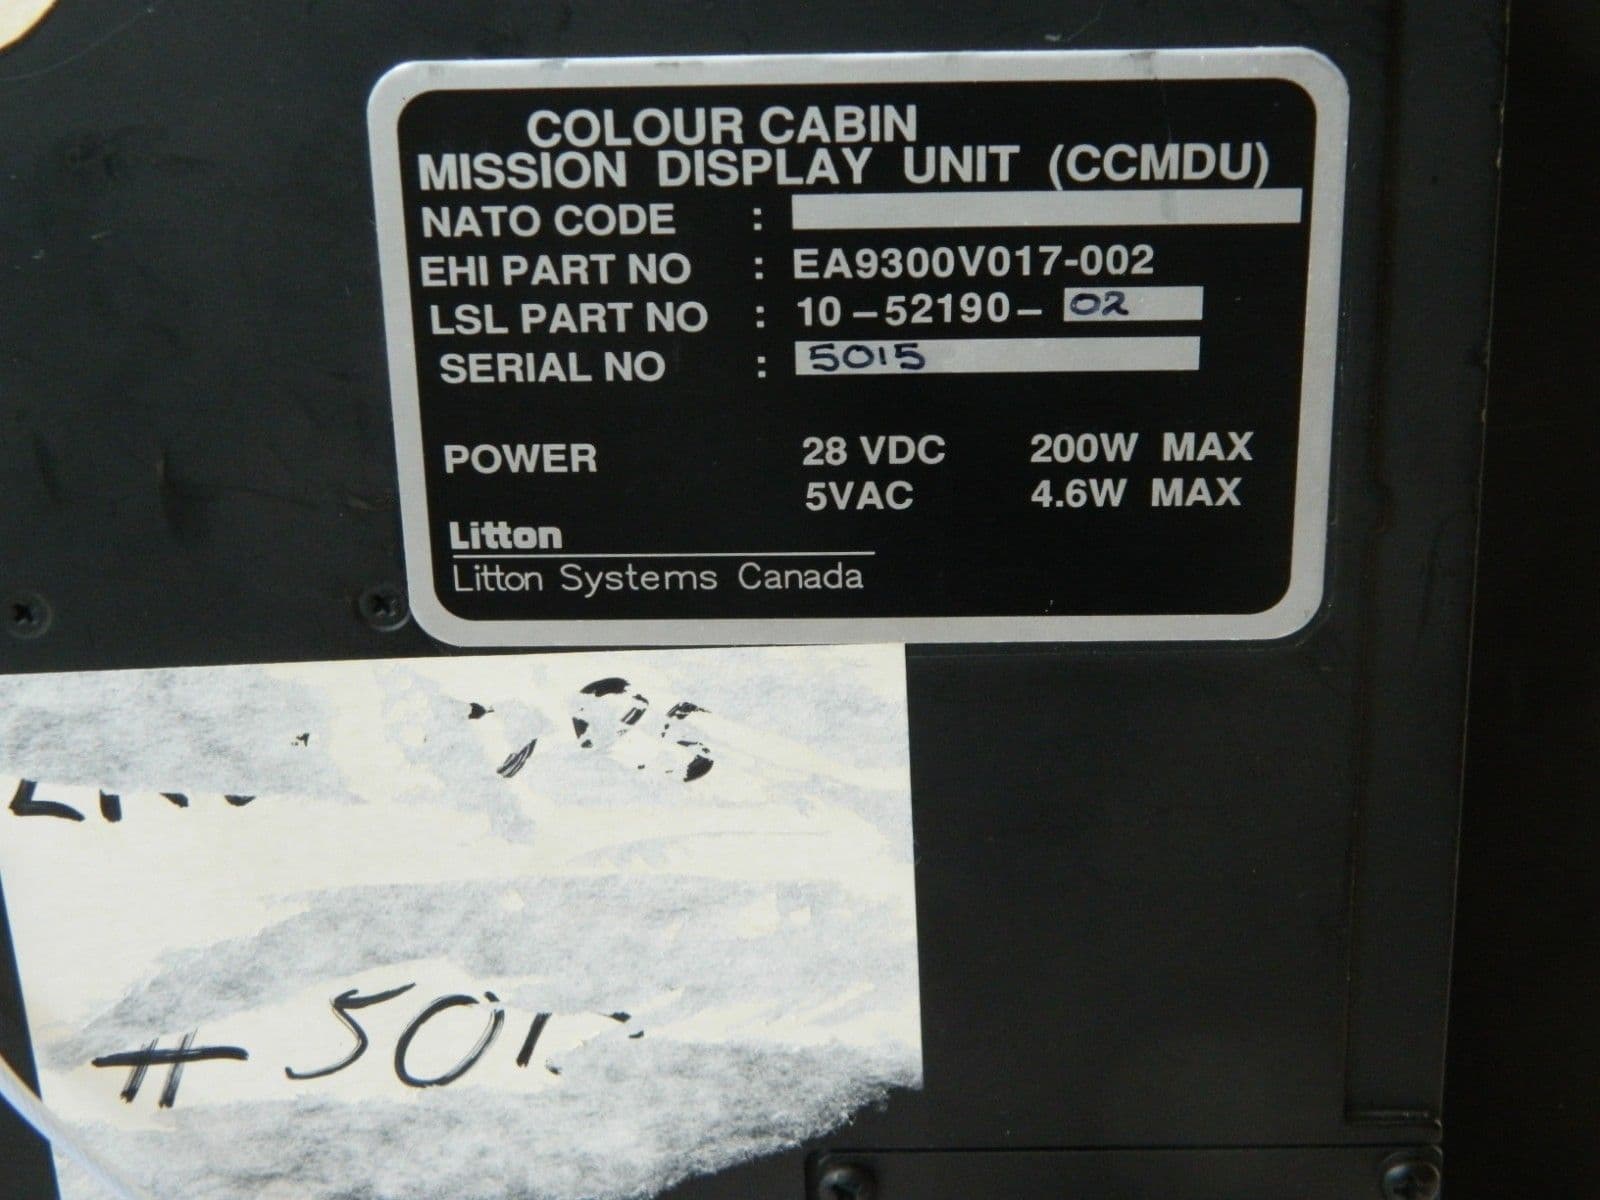 COLOUR CABIN
MISSION DISPLAY UNIT (CCMDU)
NATO CODE :
EHI PART NO : EA9300V017-002
LSL PART NO : 10-52190-02
SERIAL NO : 5015
POWER 28 VDC 200W MAX
5VAC 4.6W MAX
Litton
Litton Systems Canada